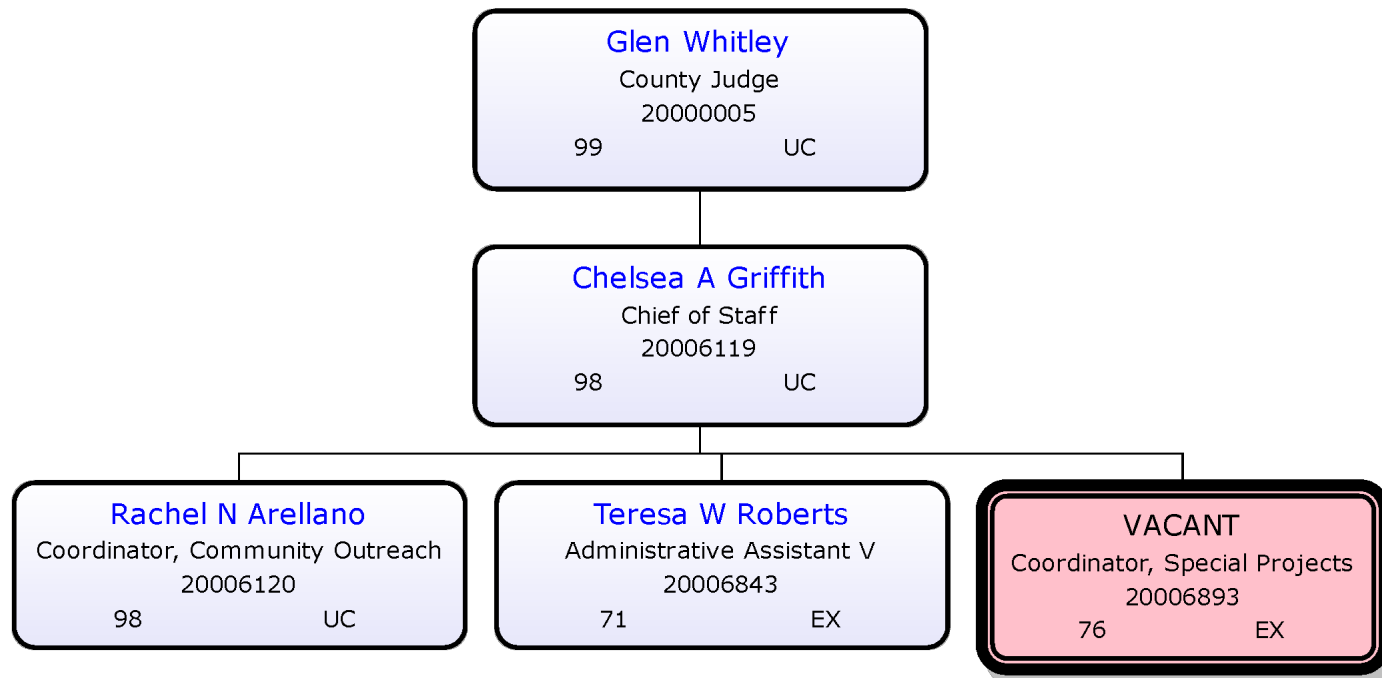 Glen Whitley
County Judge
20000005
99 UC
Chelsea A Griffith
Chief of Staff
20006119
98 UC
Rachel N Arellano
Coordinator, Community Outreach
20006120
98 UC
Teresa W Roberts
Administrative Assistant V
20006843
71 EX
VACANT
Coordinator, Special Projects
20006893
76 EX